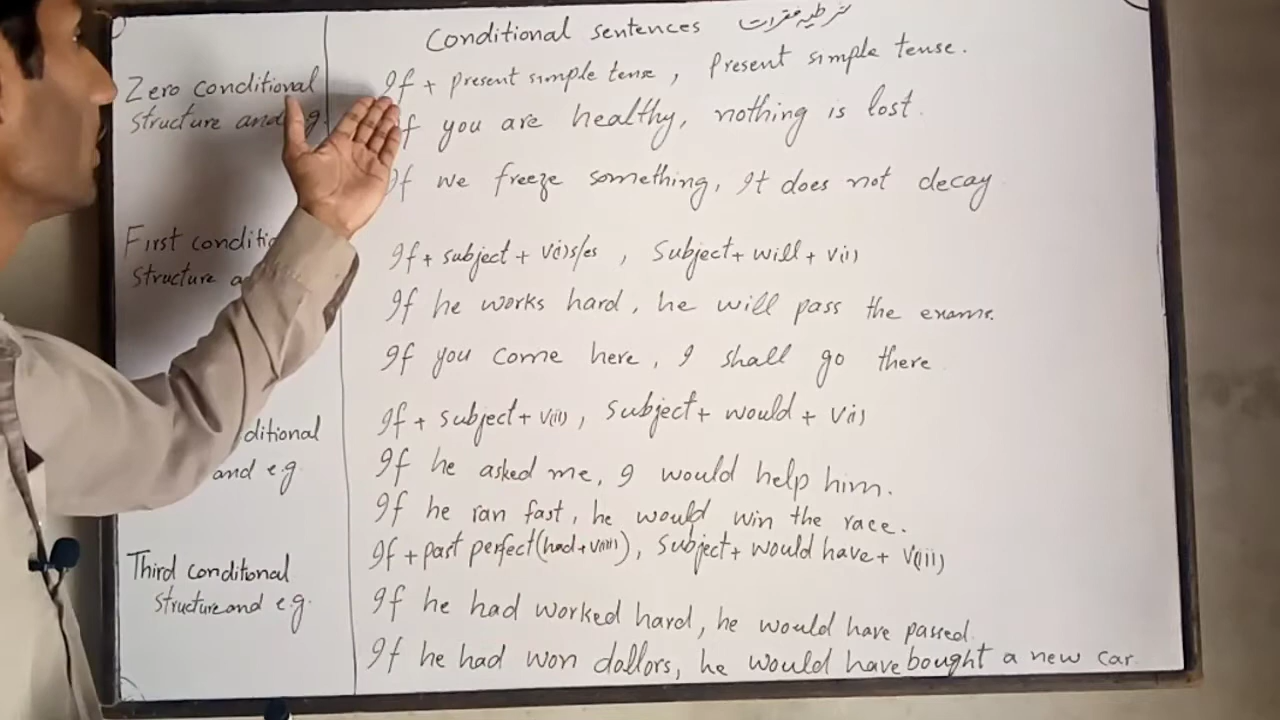 Conditional sentences شرطیہ فقرات
Zero conditional
structure and g.
If + Present simple tense, Present simple tense.
If you are healthy, nothing is lost.
If we freeze something, It does not decay
First conditi
structure a
If + subject + V(i)s/es, Subject + will + V(i)
If he works hard, he will pass the exams.
If you come here, I shall go there
ditional
and e.g
If + subject + V(ii), subject + would + V(i)
If he asked me, I would help him.
If he ran fast, he would win the race.
Third conditional
structure and e.g.
If + past perfect (had + V(iii)), subject + would have + V(iii)
If he had worked hard, he would have passed.
If he had won dollors, he would have bought a new car.